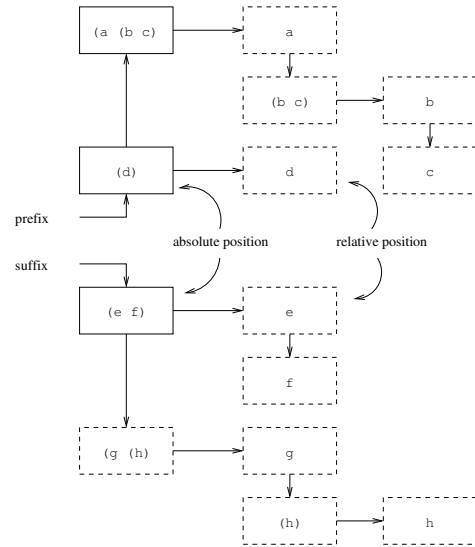 (a (b c) a
(b c) b
(d) d c
prefix
absolute position relative position
suffix
(e f) e
f
(g (h) g
(h) h